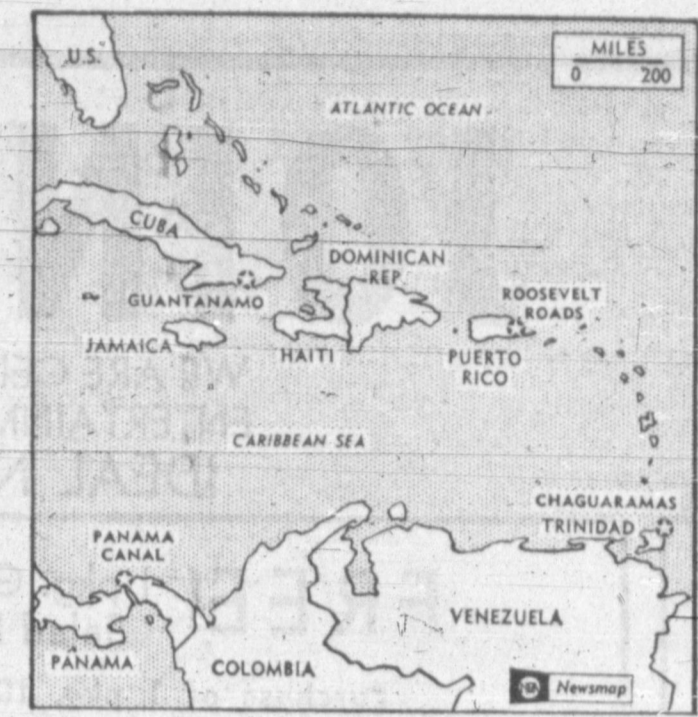 U.S.
MILES
0 200
ATLANTIC OCEAN
CUBA
DOMINICAN
REP.
GUANTANAMO
ROOSEVELT
ROADS
JAMAICA
HAITI
PUERTO
RICO
CARIBBEAN SEA
CHAGUARAMAS
TRINIDAD
PANAMA
CANAL
VENEZUELA
PANAMA
COLOMBIA
NEA Newsmap